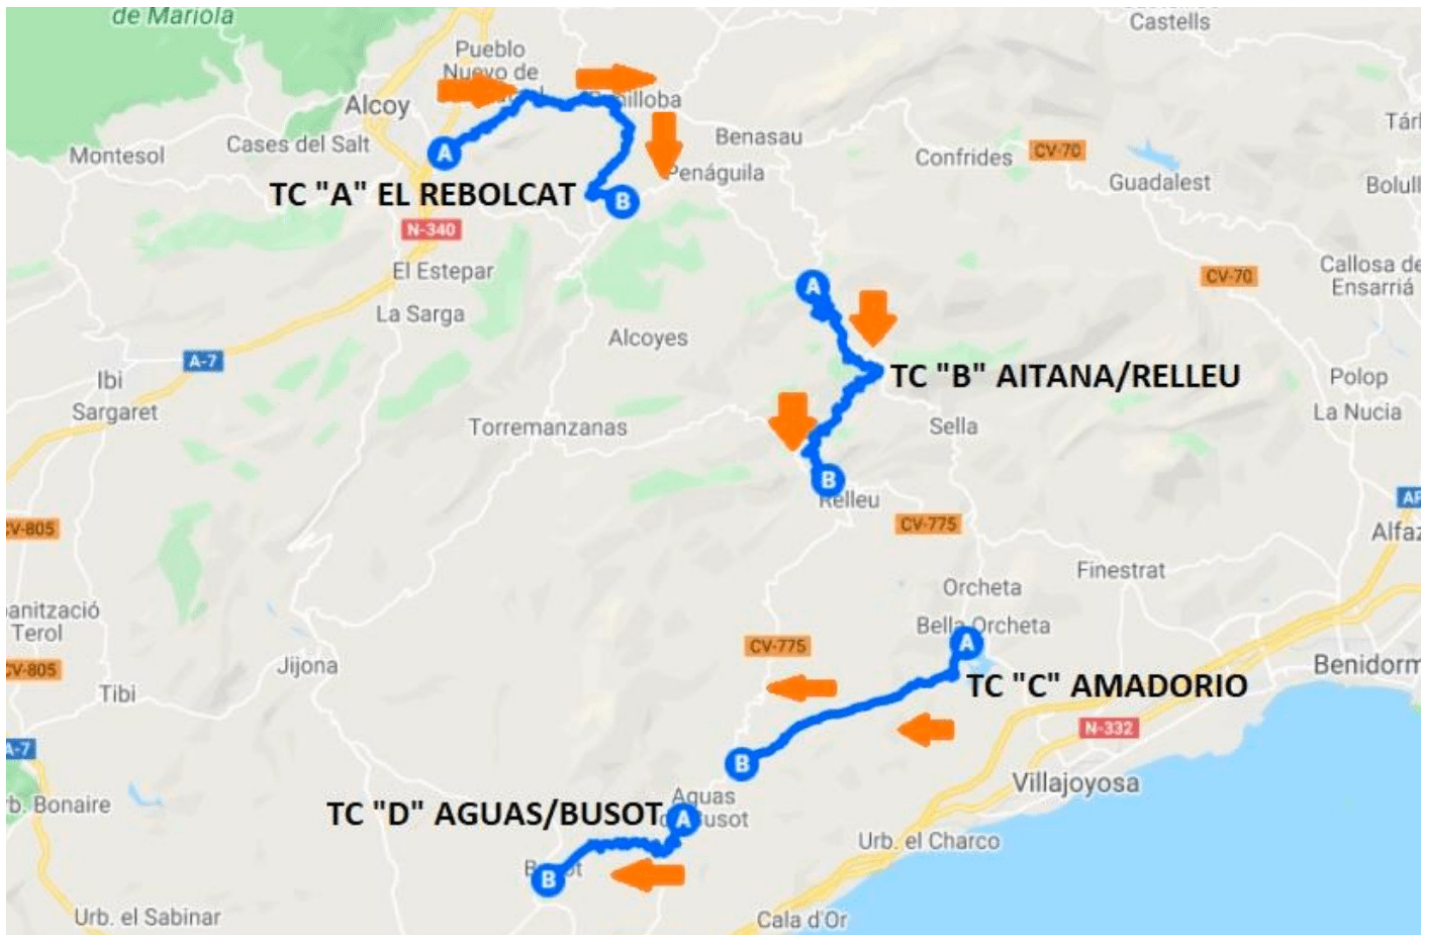 de Mariola
Castells
Pueblo
Nuevo de
Alcoy
Benilloba
Cases del Salt
Montesol
Benasau
Confrides
CV-70
Guadalest
Penáguila
A
TC "A" EL REBOLCAT
B
N-340
El Estepar
La Sarga
A-7
Ibi
Sargaret
Alcoyes
Torremanzanas
A
TC "B" AITANA/RELLEU
Sella
B
Relleu
CV-775
CV-70
Callosa de
Ensarriá
Polop
La Nucia
CV-805
Terol
CV-805
Tibi
Jijona
Orcheta
Bella Orcheta
Finestrat
A
CV-775
TC "C" AMADORIO
N-332
Benidorm
B
Villajoyosa
A-7
Bonaire
TC "D" AGUAS/BUSOT
Aguas
de Busot
A
B
Urb. el Charco
Urb. el Sabinar
Cala d'Or